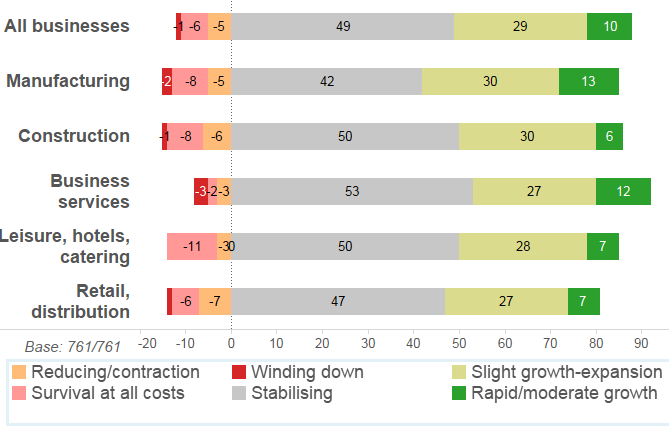 All businesses -1 -6 -5 49 29 10
Manufacturing -2 -8 -5 42 30 13
Construction -1 -8 -6 50 30 6
Business
services -3 -2 -3 53 27 12
Leisure, hotels,
catering -11 -3 0 50 28 7
Retail,
distribution -6 -7 47 27 7
Base: 761/761 -20 -10 0 10 20 30 40 50 60 70 80 90
Reducing/contraction Winding down Slight growth-expansion
Survival at all costs Stabilising Rapid/moderate growth